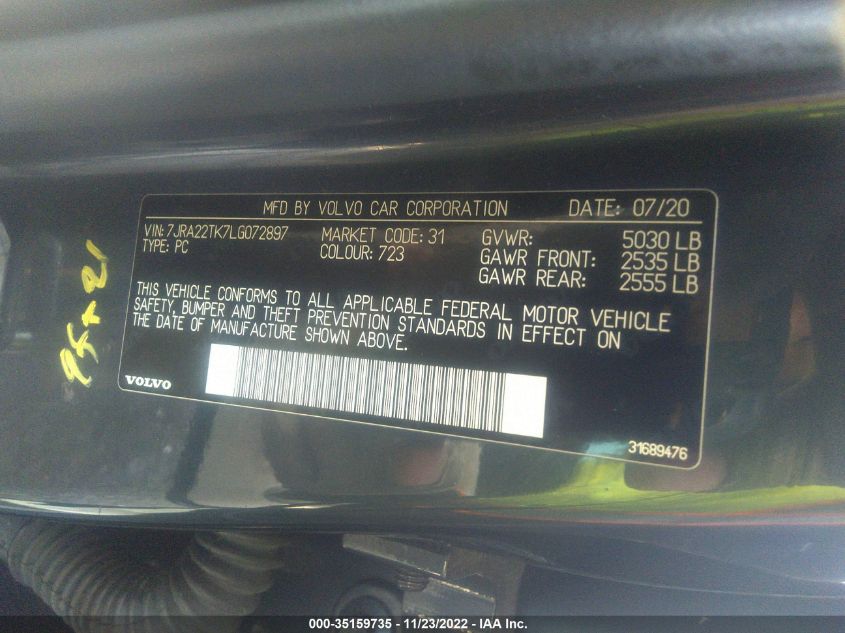 MFD BY VOLVO CAR CORPORATION DATE: 07/20
VIN: 7JRA22TK7LG072897 MARKET CODE: 31 GVWR: 5030 LB
TYPE: PC COLOUR: 723 GAWR FRONT: 2535 LB
GAWR REAR: 2555 LB
THIS VEHICLE CONFORMS TO ALL APPLICABLE FEDERAL MOTOR VEHICLE
SAFETY, BUMPER AND THEFT PREVENTION STANDARDS IN EFFECT ON
THE DATE OF MANUFACTURE SHOWN ABOVE.
VOLVO
31689476
000-35159735 - 11/23/2022 - IAA Inc.